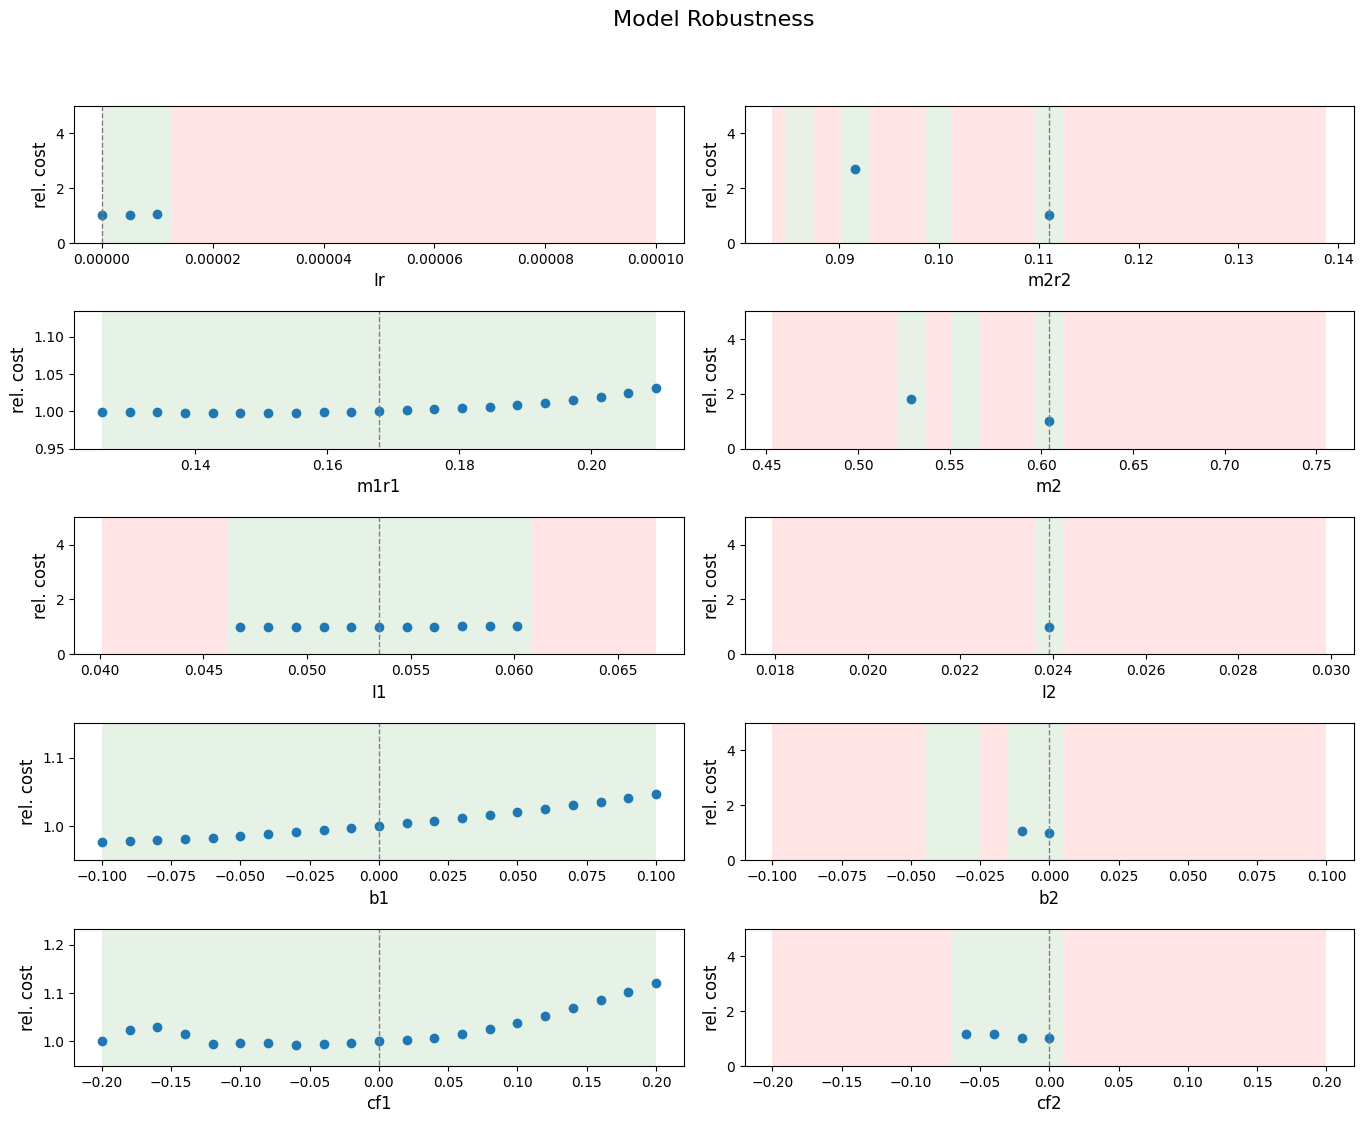 Model Robustness
rel. cost
4
2
0
0.00000 0.00002 0.00004 0.00006 0.00008 0.00010
Ir
rel. cost
4
2
0
0.09 0.10 0.11 0.12 0.13 0.14
m2r2
rel. cost
1.10
1.05
1.00
0.95
0.14 0.16 0.18 0.20
m1r1
rel. cost
4
2
0
0.45 0.50 0.55 0.60 0.65 0.70 0.75
m2
rel. cost
4
2
0
0.040 0.045 0.050 0.055 0.060 0.065
I1
rel. cost
4
2
0
0.018 0.020 0.022 0.024 0.026 0.028 0.030
I2
rel. cost
1.1
1.0
−0.100 −0.075 −0.050 −0.025 0.000 0.025 0.050 0.075 0.100
b1
rel. cost
4
2
0
−0.100 −0.075 −0.050 −0.025 0.000 0.025 0.050 0.075 0.100
b2
rel. cost
1.2
1.1
1.0
−0.20 −0.15 −0.10 −0.05 0.00 0.05 0.10 0.15 0.20
cf1
rel. cost
4
2
0
−0.20 −0.15 −0.10 −0.05 0.00 0.05 0.10 0.15 0.20
cf2